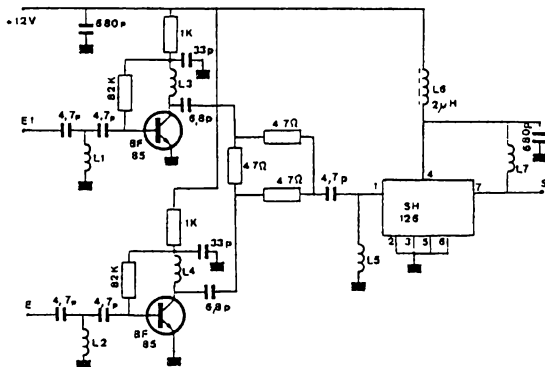 +12V
680p
1K
33p
82K
L3
6,8p
E1
4,7p
4,7p
L1
BF
85
47Ω
47Ω
47Ω
4,7p
L6
2µH
680p
L7
4
1
7
S
SH
126
2 3 5 6
L5
1K
33p
82K
L4
6,8p
E
4,7p
4,7p
L2
BF
85